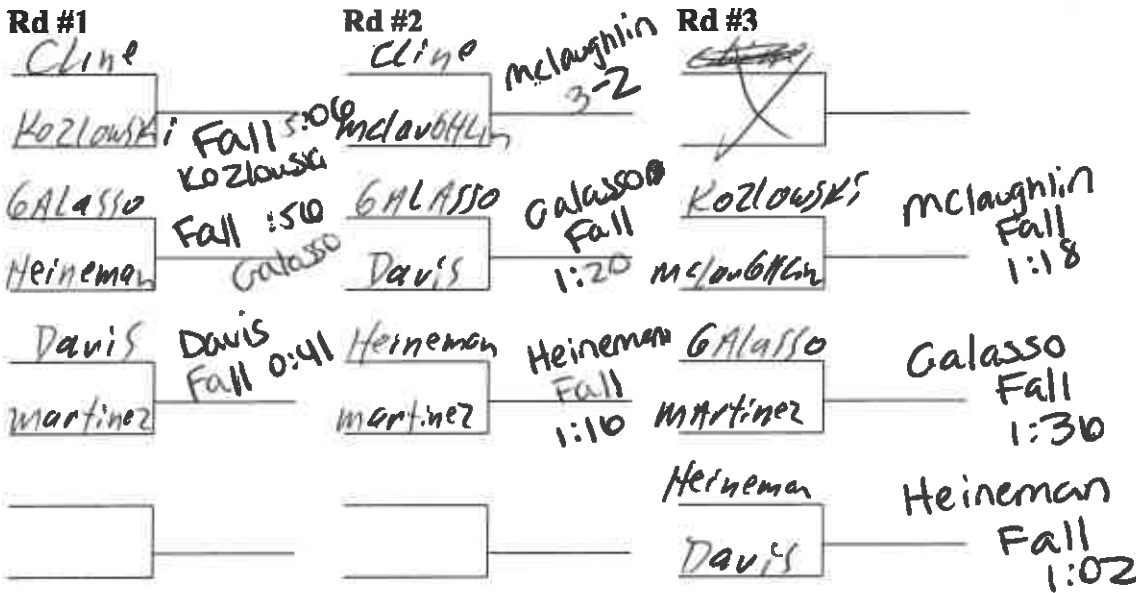 Rd #1
Cline
Kozlowski
Fall 5:06
Kozlowski
GALasso
Heineman
Fall :56
Galasso
Davis
martinez
Davis
Fall 0:41
Rd #2
Cline
mclauGHLin
mclaughlin
3-2
GALASSO
Davis
Galasso
Fall
1:20
Heineman
martinez
Heineman
Fall
1:16
Rd #3
Kozlowski
mclauGHLin
mclaughlin
Fall
1:18
GAlasso
mArtinez
Galasso
Fall
1:36
Heineman
Davis
Heineman
Fall
1:02